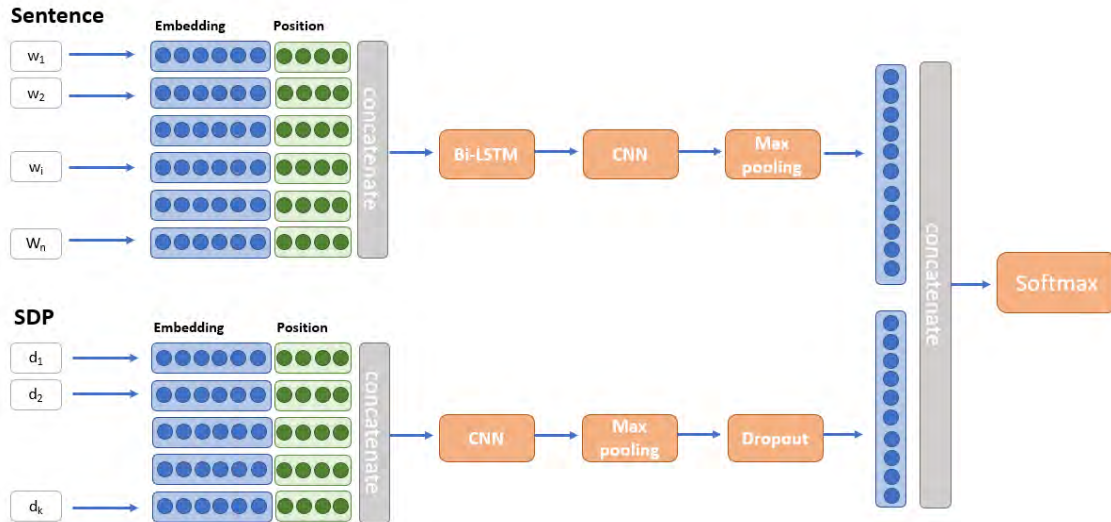 Sentence
Embedding Position
w1
w2
wi
Wn
concatenate
Bi-LSTM
CNN
Max
pooling
concatenate
Softmax
SDP
Embedding Position
d1
d2
dk
concatenate
CNN
Max
pooling
Dropout